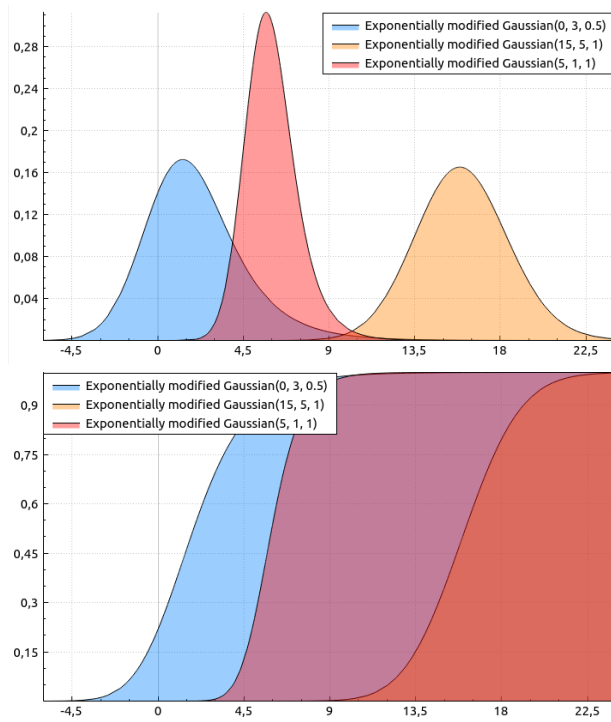 0,28
0,24
0,2
0,16
0,12
0,08
0,04
Exponentially modified Gaussian(0, 3, 0.5)
Exponentially modified Gaussian(15, 5, 1)
Exponentially modified Gaussian(5, 1, 1)
-4,5 0 4,5 9 13,5 18 22,5
Exponentially modified Gaussian(0, 3, 0.5)
Exponentially modified Gaussian(15, 5, 1)
Exponentially modified Gaussian(5, 1, 1)
0,9
0,75
0,6
0,45
0,3
0,15
-4,5 0 4,5 9 13,5 18 22,5